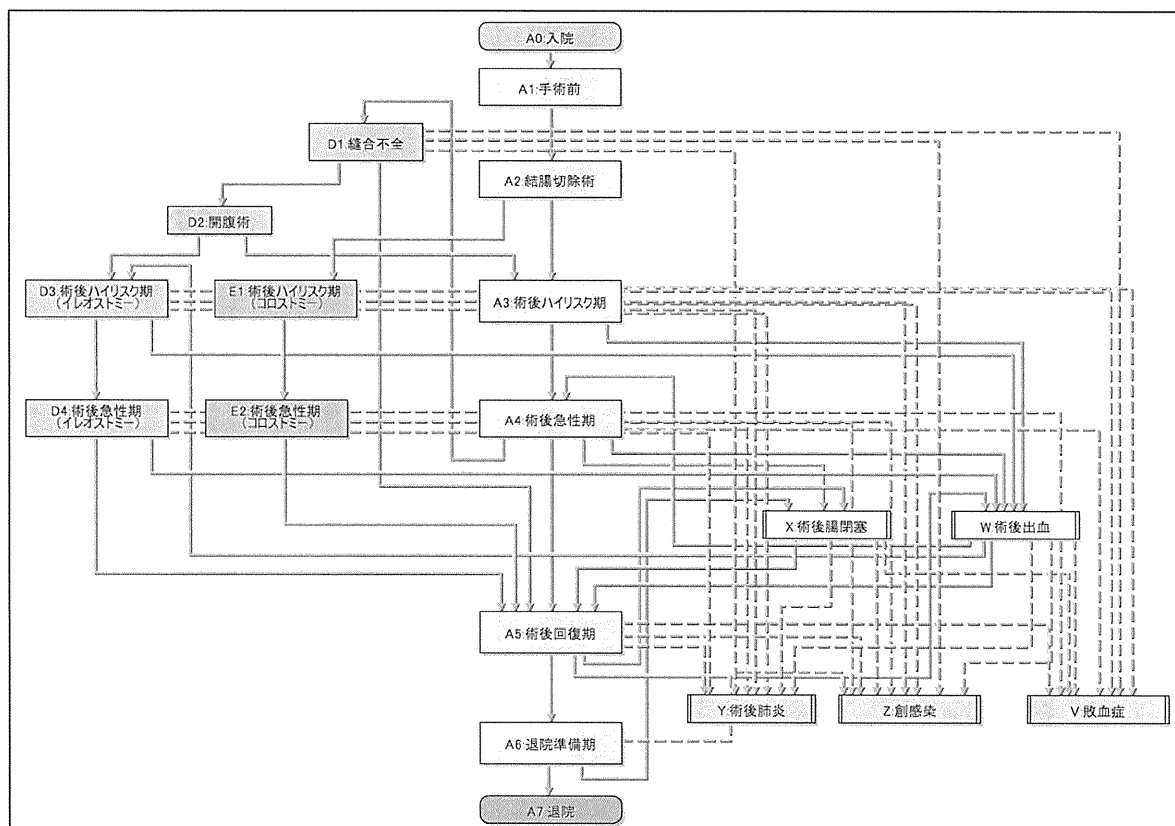 A0:入院
A1:手術前
D1:縫合不全
A2:結腸切除術
D2:開腹術
D3:術後ハイリスク期
(イレオストミー)
E1:術後ハイリスク期
(コロストミー)
A3:術後ハイリスク期
D4:術後急性期
(イレオストミー)
E2:術後急性期
(コロストミー)
A4:術後急性期
X:術後腸閉塞
W:術後出血
A5:術後回復期
Y:術後肺炎
Z:創感染
V:敗血症
A6:退院準備期
A7:退院